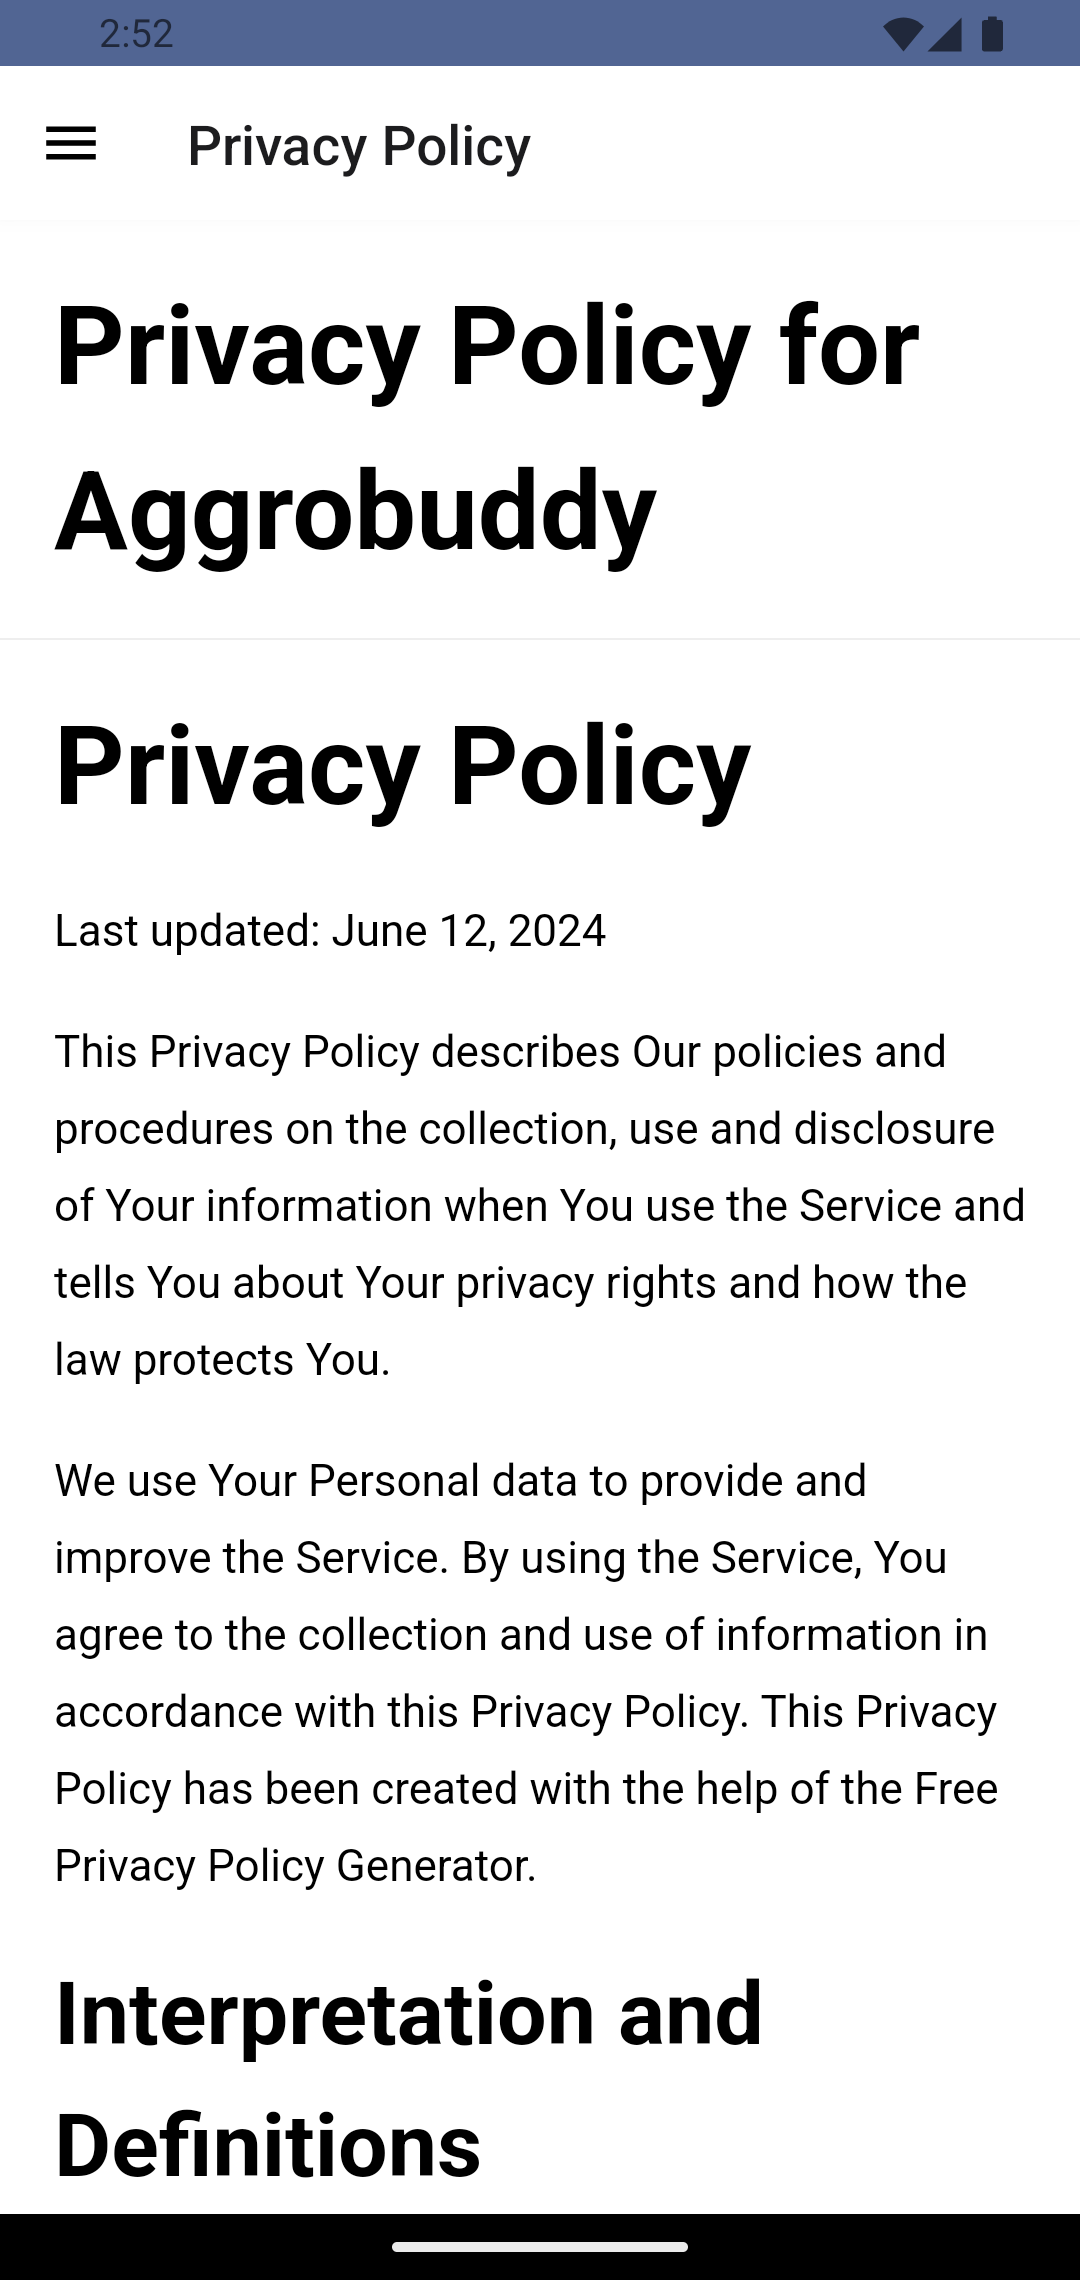 2:52
Privacy Policy
Privacy Policy for
Aggrobuddy
Privacy Policy
Last updated: June 12, 2024
This Privacy Policy describes Our policies and
procedures on the collection, use and disclosure
of Your information when You use the Service and
tells You about Your privacy rights and how the
law protects You.
We use Your Personal data to provide and
improve the Service. By using the Service, You
agree to the collection and use of information in
accordance with this Privacy Policy. This Privacy
Policy has been created with the help of the Free
Privacy Policy Generator.
Interpretation and
Definitions